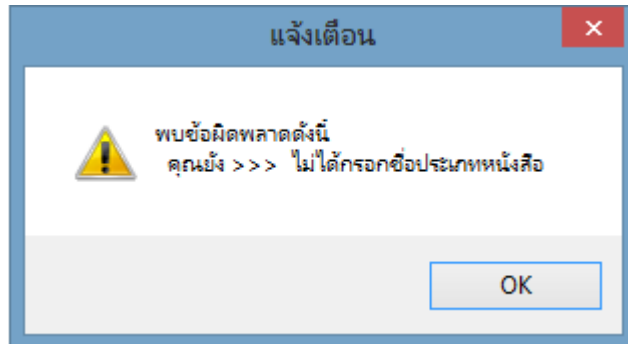 แจ้งเตือน
พบข้อผิดพลาดดังนี้
คุณยัง >>> ไม่ได้กรอกชื่อประเภทหนังสือ
OK